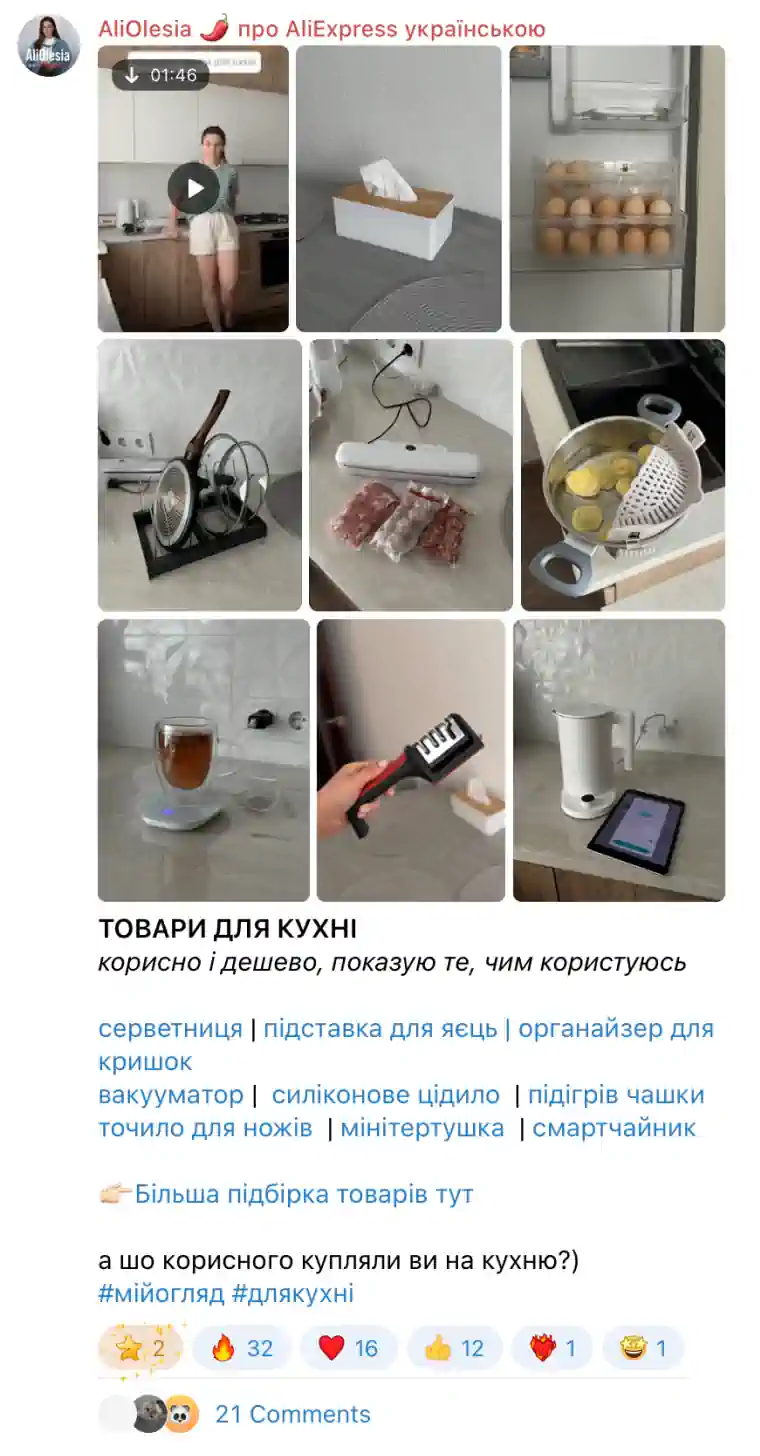 AliOlesia 🌶️ про AliExpress українською
AliOlesia
01:46
ТОВАРИ ДЛЯ КУХНІ
корисно і дешево, показую те, чим користуюсь
серветниця | підставка для яєць | органайзер для
кришок
вакууматор | силіконове цідило | підігрів чашки
точило для ножів | мінітертушка | смартчайник
👉🏻Більша підбірка товарів тут
а шо корисного купляли ви на кухню?)
#мійогляд #длякухні
⭐ 2 🔥 32 ❤️ 16 👍 12 ❤️‍🔥 1 🤩 1
21 Comments